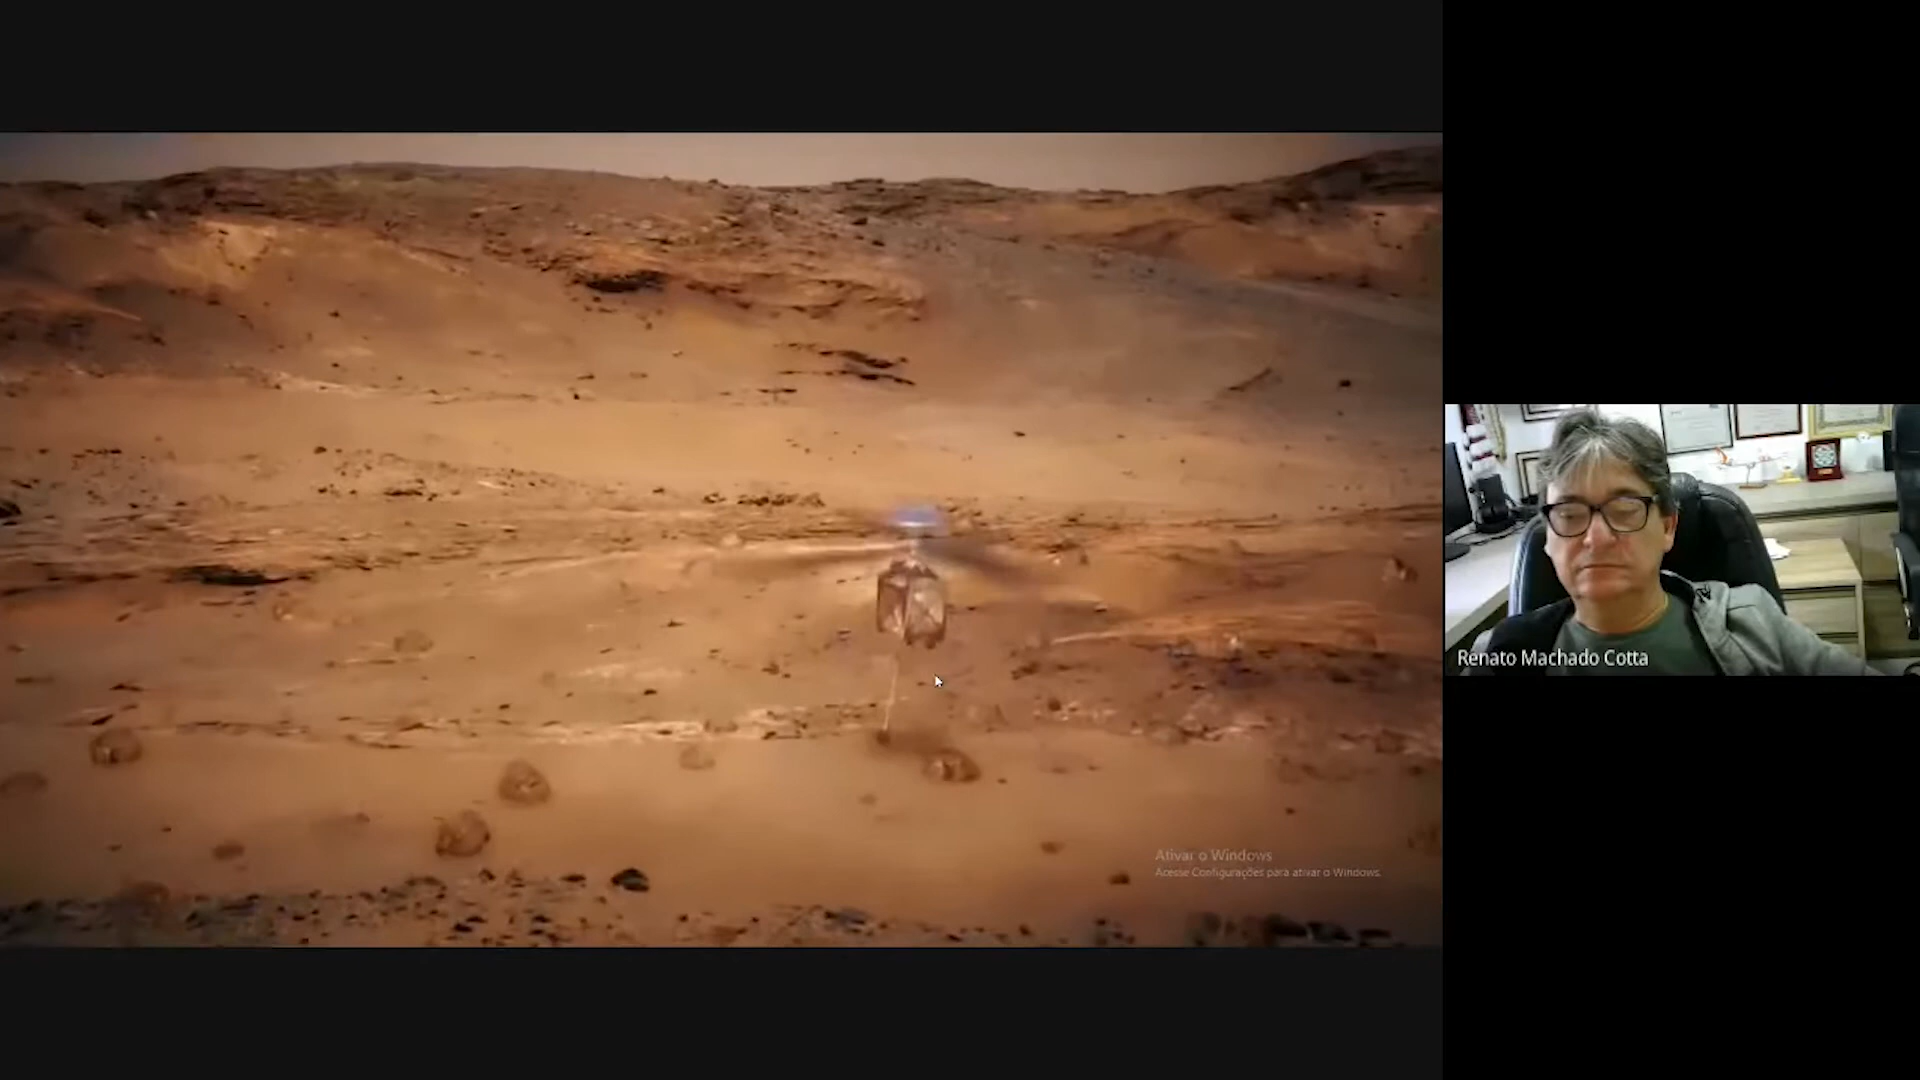 Renato Machado Cotta
Ativar o Windows
Acesse Configurações para ativar o Windows.